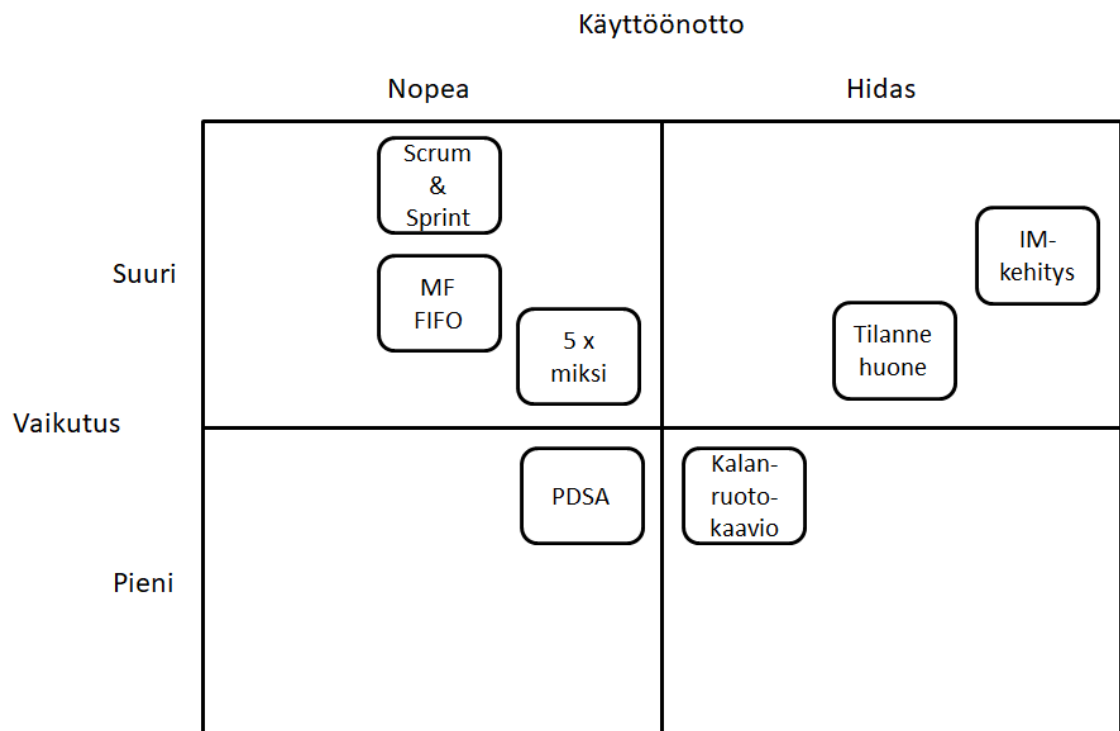 Käyttöönotto
Nopea
Hidas
Scrum
&
Sprint
IM-
kehitys
Suuri
MF
FIFO
Tilanne
huone
5 x
miksi
Vaikutus
PDSA
Kalan-
ruoto-
kaavio
Pieni